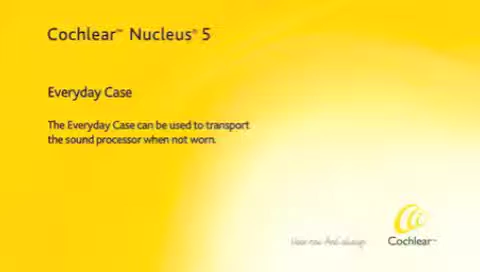 Cochlear™ Nucleus® 5
Everyday Case
The Everyday Case can be used to transport
the sound processor when not worn.
Hear now. And always
Cochlear™